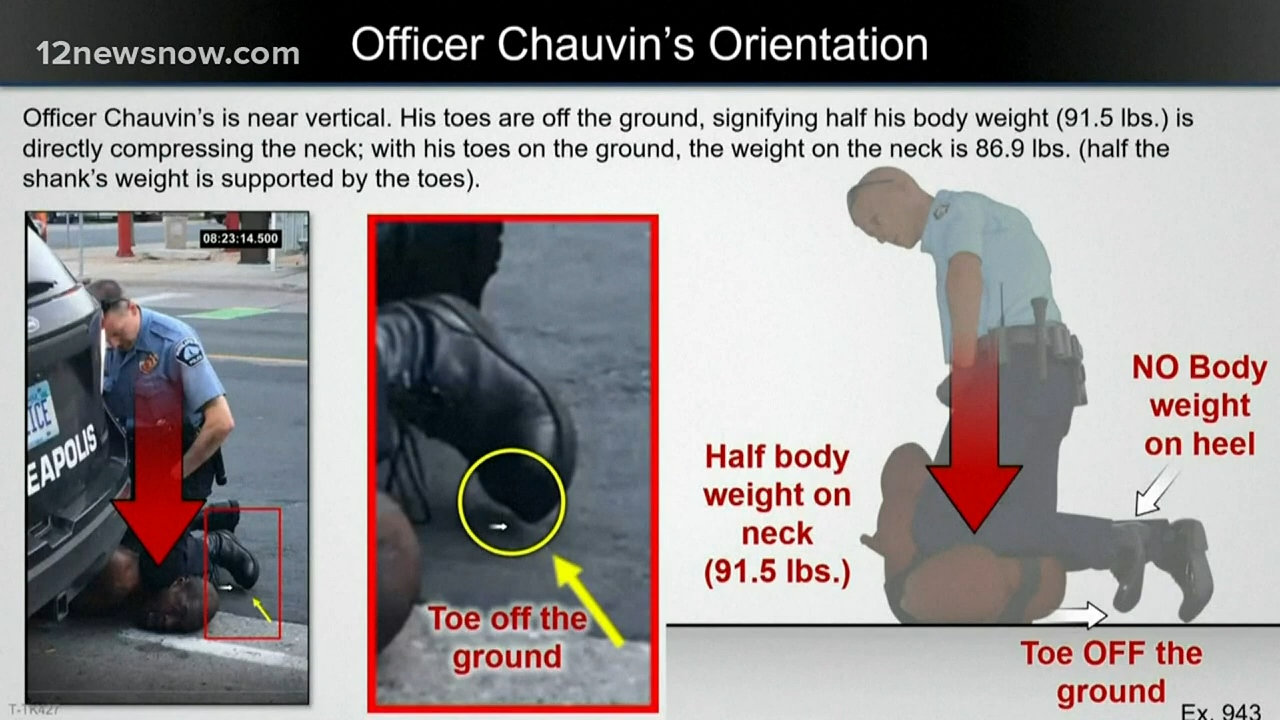 12newsnow.com
Officer Chauvin's Orientation
Officer Chauvin's is near vertical. His toes are off the ground, signifying half his body weight (91.5 lbs.) is
directly compressing the neck; with his toes on the ground, the weight on the neck is 86.9 lbs. (half the
shank's weight is supported by the toes).
08:23:14.500
ICE
EAPOLIS
Toe off the
ground
Half body
weight on
neck
(91.5 lbs.)
NO Body
weight
on heel
Toe OFF the
ground
Ex. 943